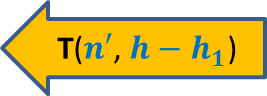 T(n′, h − h₁)